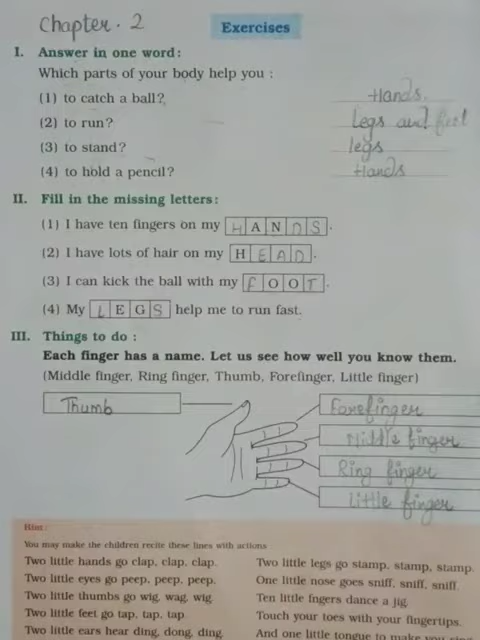 Chapter. 2
Exercises
I. Answer in one word:
Which parts of your body help you :
(1) to catch a ball? Hands.
(2) to run? Legs and feet
(3) to stand? legs
(4) to hold a pencil? Hands
II. Fill in the missing letters:
(1) I have ten fingers on my HANDS.
(2) I have lots of hair on my HEAD.
(3) I can kick the ball with my FOOT.
(4) My LEGS help me to run fast.
III. Things to do :
Each finger has a name. Let us see how well you know them.
(Middle finger, Ring finger, Thumb, Forefinger, Little finger)
Thumb
Forefinger
Middle finger
Ring finger
Little finger
Hint:
You may make the children recite these lines with actions
Two little hands go clap, clap, clap.
Two little eyes go peep, peep, peep.
Two little thumbs go wig, wag, wig.
Two little feet go tap, tap, tap.
Two little ears hear ding, dong, ding.
Two little legs go stamp, stamp, stamp.
One little nose goes sniff, sniff, sniff.
Ten little fngers dance a jig.
Touch your toes with your fingertips.
And one little tongue to make you sing